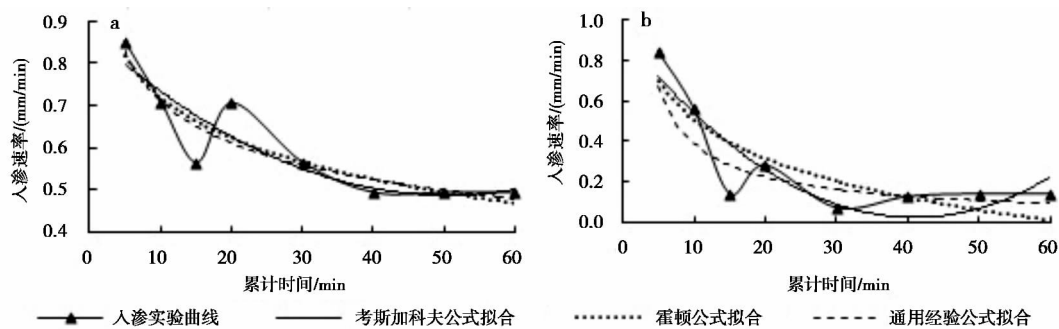 a
入渗速率/(mm/min)
0.9
0.8
0.7
0.6
0.5
0.4
0 10 20 30 40 50 60
累计时间/min
b
入渗速率/(mm/min)
1.0
0.8
0.6
0.4
0.2
0.0
0 10 20 30 40 50 60
累计时间/min
入渗实验曲线 考斯加科夫公式拟合 霍顿公式拟合 通用经验公式拟合